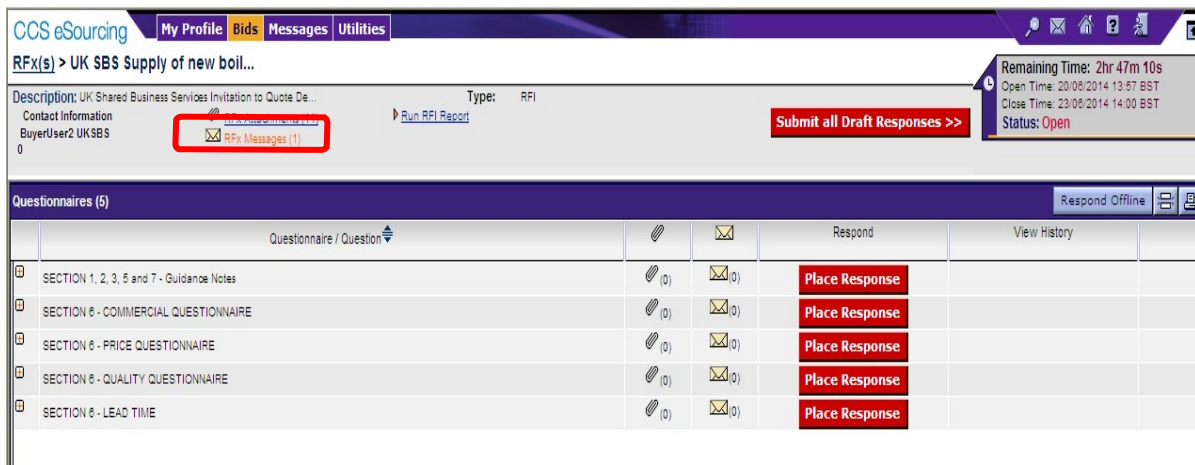 CCS eSourcing My Profile Bids Messages Utilities
RFx(s) > UK SBS Supply of new boil...
Remaining Time: 2hr 47m 10s
Open Time: 20/06/2014 13:57 BST
Close Time: 23/06/2014 14:00 BST
Status: Open
Description: UK Shared Business Services Invitation to Quote De... Type: RFI
Contact Information RFx Attachments Run RFI Report
BuyerUser2 UKSBS RFx Messages (1)
0
Submit all Draft Responses >>
Questionnaires (5) Respond Offline
Questionnaire / Question Respond View History
SECTION 1, 2, 3, 5 and 7 - Guidance Notes (0) (0) Place Response
SECTION 6 - COMMERCIAL QUESTIONNAIRE (0) (0) Place Response
SECTION 6 - PRICE QUESTIONNAIRE (0) (0) Place Response
SECTION 6 - QUALITY QUESTIONNAIRE (0) (0) Place Response
SECTION 6 - LEAD TIME (0) (0) Place Response